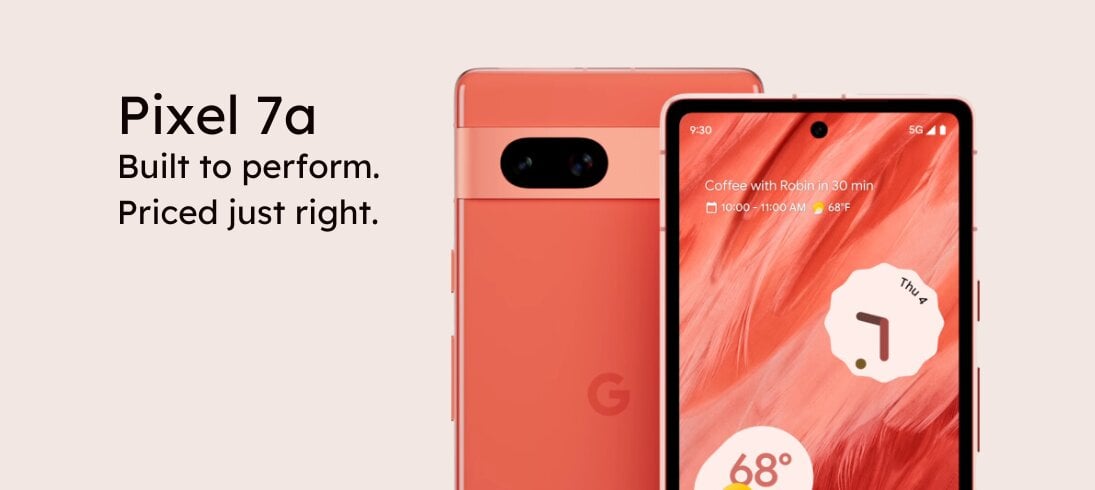 Pixel 7a
Built to perform.
Priced just right.
G
9:30
5G
Coffee with Robin in 30 min
10:00 - 11:00 AM 68°F
Thu 4
68°